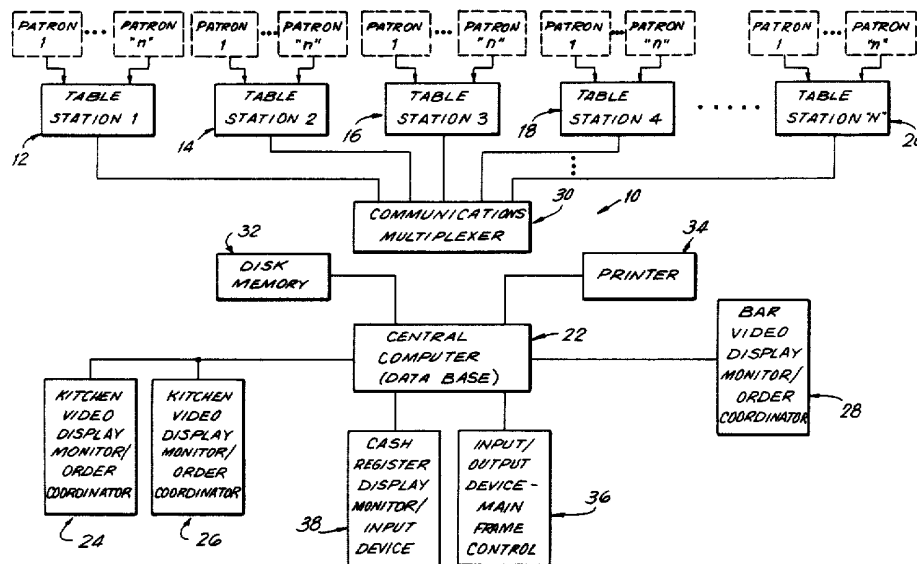 PATRON 1 ••• PATRON "n" PATRON 1 ••• PATRON "n" PATRON 1 ••• PATRON "n" PATRON 1 ••• PATRON "n" PATRON 1 ••• PATRON "n"
TABLE STATION 1
12
TABLE STATION 2
14
TABLE STATION 3
16
TABLE STATION 4
18
TABLE STATION "N"
20
COMMUNICATIONS
MULTIPLEXER
30
10
32
DISK
MEMORY
34
PRINTER
CENTRAL
COMPUTER
(DATA BASE)
22
KITCHEN
VIDEO
DISPLAY
MONITOR/
ORDER
COORDINATOR
24
KITCHEN
VIDEO
DISPLAY
MONITOR/
ORDER
COORDINATOR
26
CASH
REGISTER
DISPLAY
MONITOR/
INPUT
DEVICE
38
INPUT/
OUTPUT
DEVICE-
MAIN
FRAME
CONTROL
36
BAR
VIDEO
DISPLAY
MONITOR/
ORDER
COORDINATOR
28